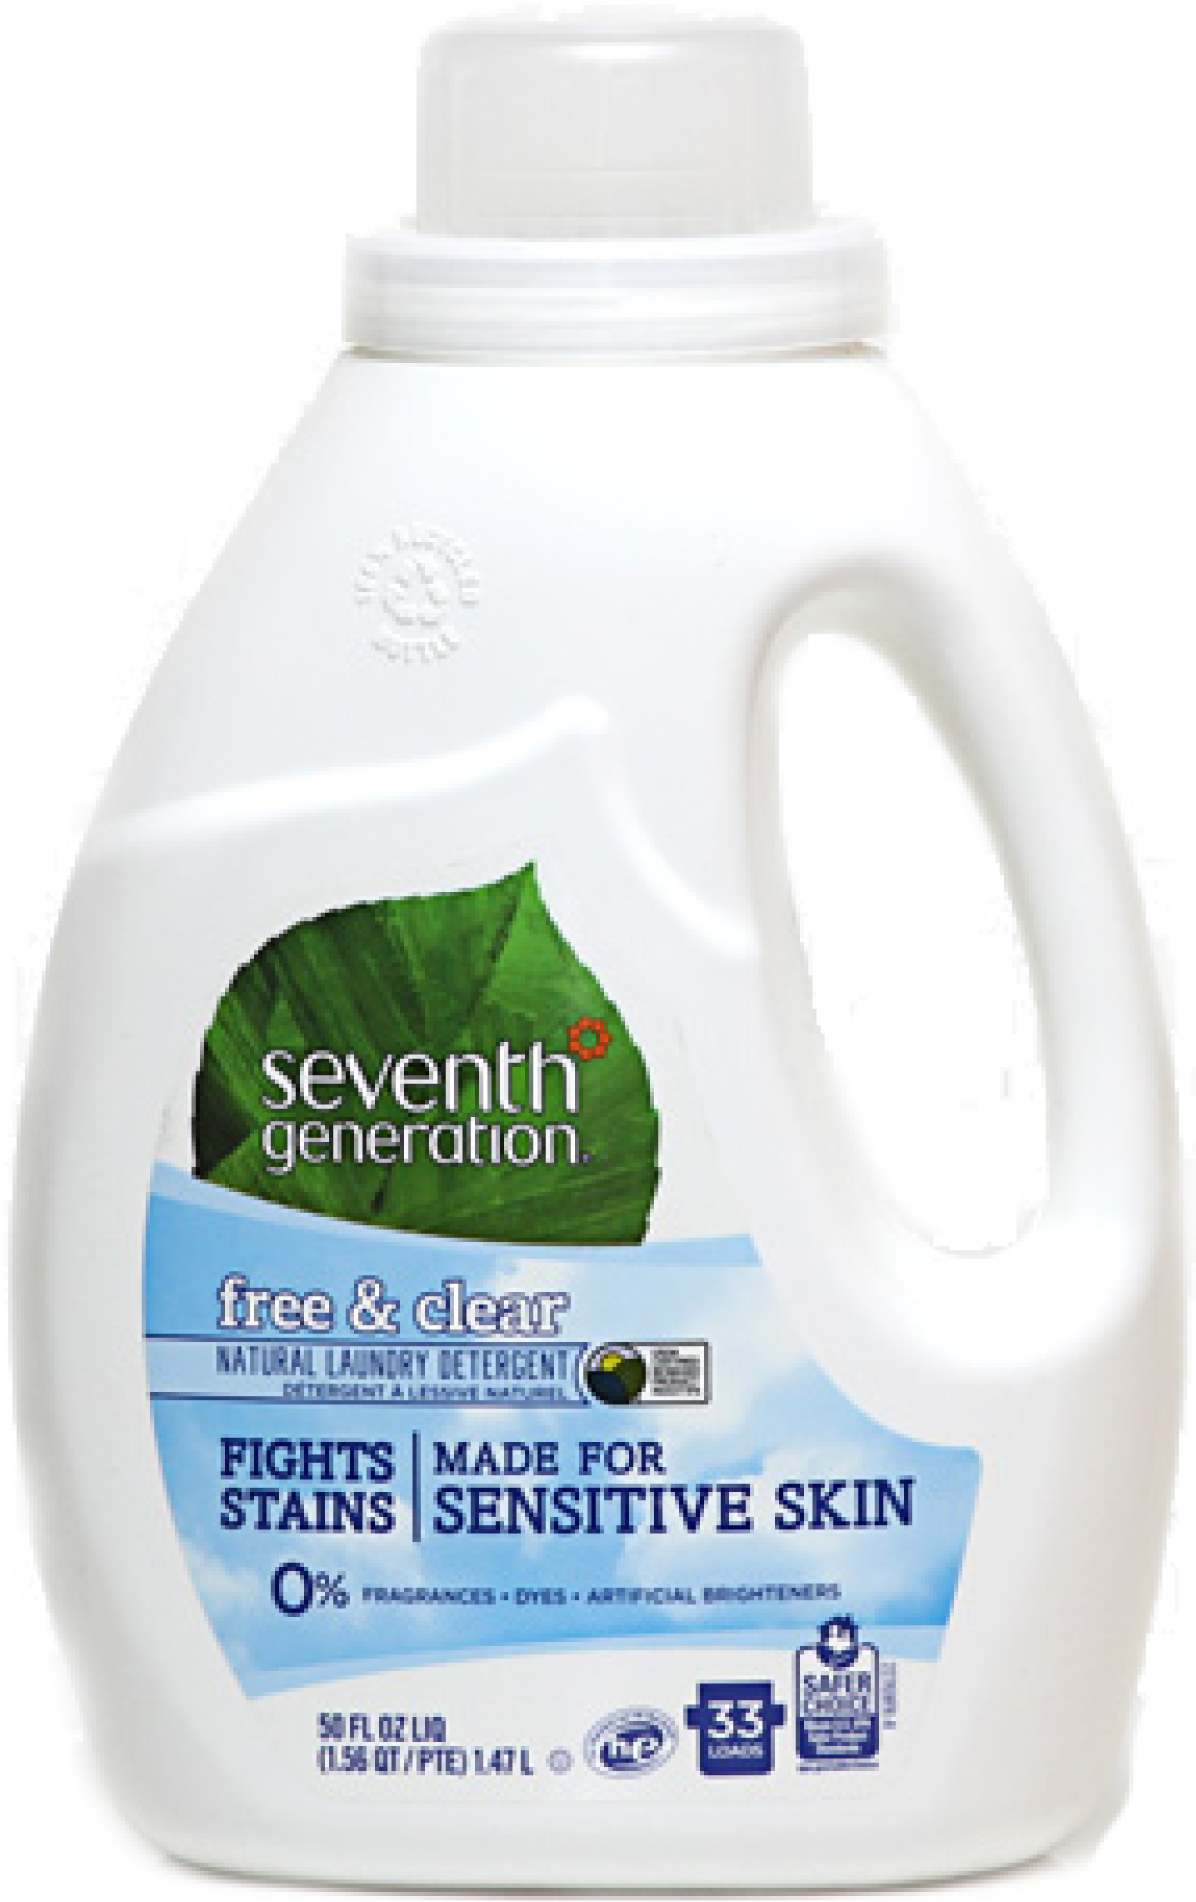 seventh
generation
free & clear
NATURAL LAUNDRY DETERGENT
DÉTERGENT À LESSIVE NATUREL
FIGHTS
STAINS
MADE FOR
SENSITIVE SKIN
0% FRAGRANCES • DYES • ARTIFICIAL BRIGHTENERS
50 FL OZ LIQ
(1.56 QT / PTE) 1.47 L
33
LOADS
SAFER
CHOICE